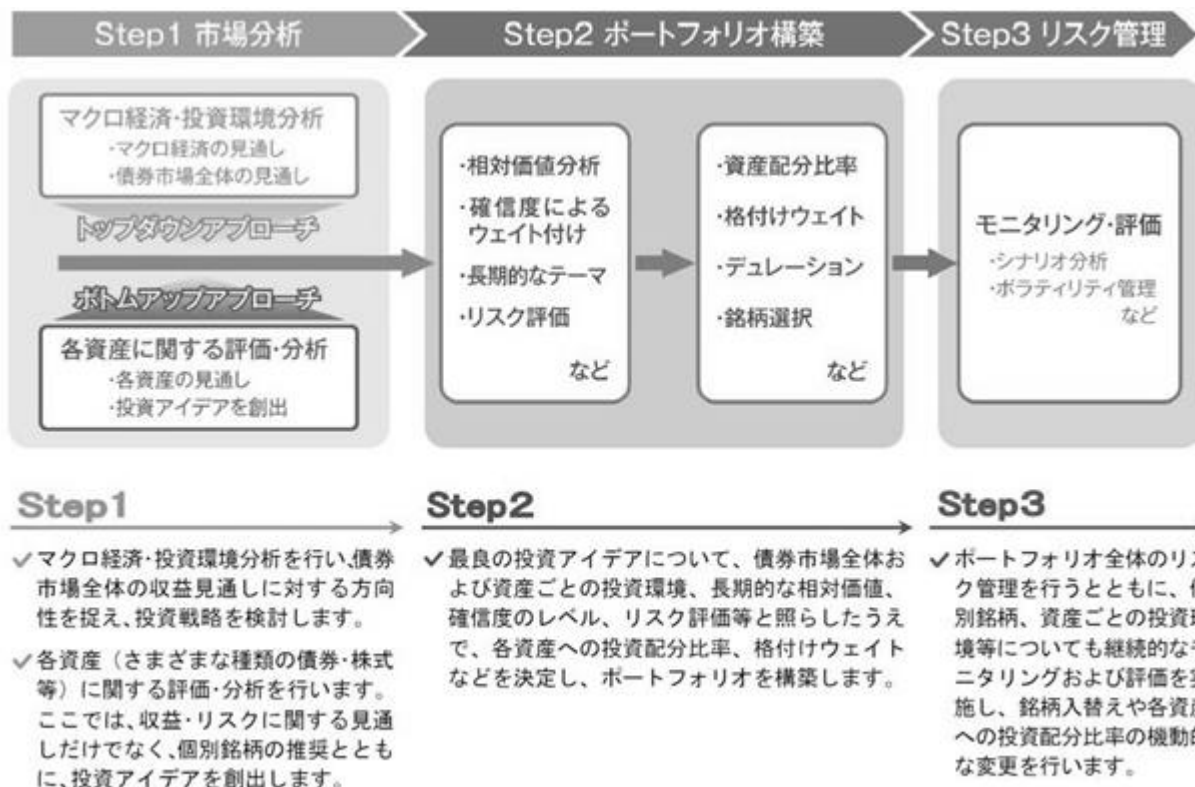 Step1 市場分析
Step2 ポートフォリオ構築
Step3 リスク管理
マクロ経済・投資環境分析
・マクロ経済の見通し
・債券市場全体の見通し
トップダウンアプローチ
ボトムアップアプローチ
各資産に関する評価・分析
・各資産の見通し
・投資アイデアを創出
・相対価値分析
・確信度による
ウェイト付け
・長期的なテーマ
・リスク評価
など
・資産配分比率
・格付けウェイト
・デュレーション
・銘柄選択
など
モニタリング・評価
・シナリオ分析
・ボラティリティ管理
など
Step1
✓マクロ経済・投資環境分析を行い、債券
市場全体の収益見通しに対する方向
性を捉え、投資戦略を検討します。
✓各資産（さまざまな種類の債券・株式
等）に関する評価・分析を行います。
ここでは、収益・リスクに関する見通
しだけでなく、個別銘柄の推奨ととも
に、投資アイデアを創出します。
Step2
✓最良の投資アイデアについて、債券市場全体お
よび資産ごとの投資環境、長期的な相対価値、
確信度のレベル、リスク評価等と照らしたうえ
で、各資産への投資配分比率、格付けウェイト
などを決定し、ポートフォリオを構築します。
Step3
✓ポートフォリオ全体のリス
ク管理を行うとともに、
別銘柄、資産ごとの投資
境等についても継続的な
ニタリングおよび評価を
施し、銘柄入替えや各資
への投資配分比率の機動
な変更を行います。